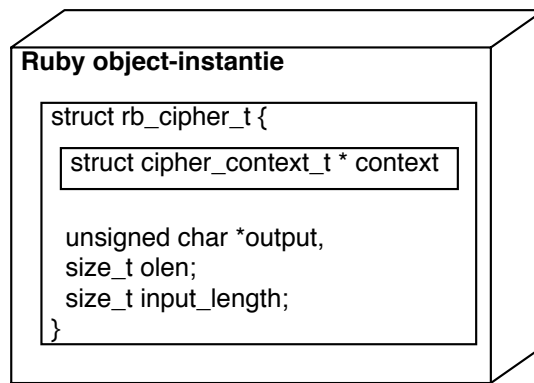 Ruby object-instantie
struct rb_cipher_t {
struct cipher_context_t * context
unsigned char *output,
size_t olen;
size_t input_length;
}